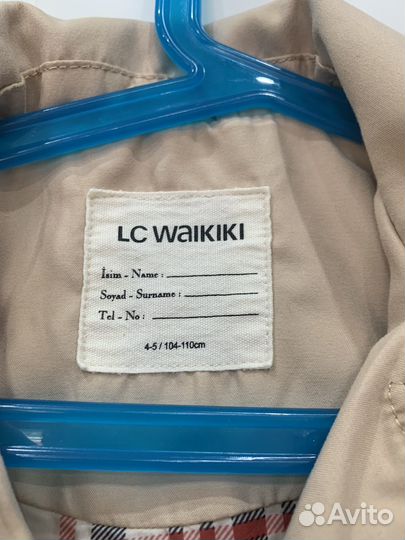 LC WAIKIKI
İsim - Name :
Soyad - Surname :
Tel - No :
4-5 / 104-110cm
Avito